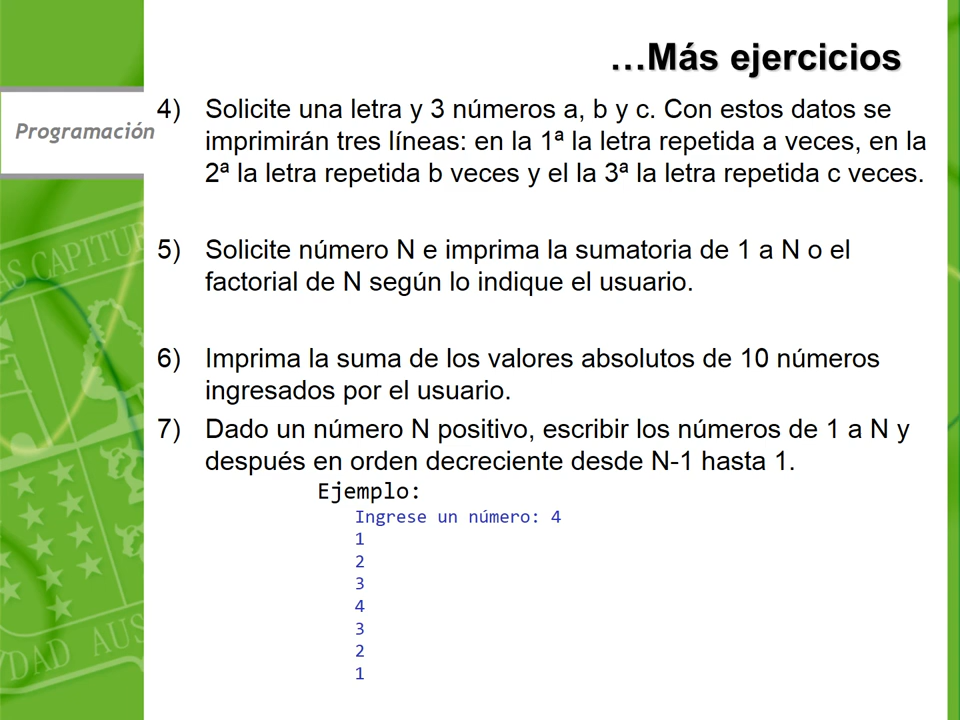 …Más ejercicios
Programación
4) Solicite una letra y 3 números a, b y c. Con estos datos se
imprimirán tres líneas: en la 1ª la letra repetida a veces, en la
2ª la letra repetida b veces y el la 3ª la letra repetida c veces.
5) Solicite número N e imprima la sumatoria de 1 a N o el
factorial de N según lo indique el usuario.
6) Imprima la suma de los valores absolutos de 10 números
ingresados por el usuario.
7) Dado un número N positivo, escribir los números de 1 a N y
después en orden decreciente desde N-1 hasta 1.
Ejemplo:
Ingrese un número: 4
1
2
3
4
3
2
1
AS CAPITUR
DAD AUS